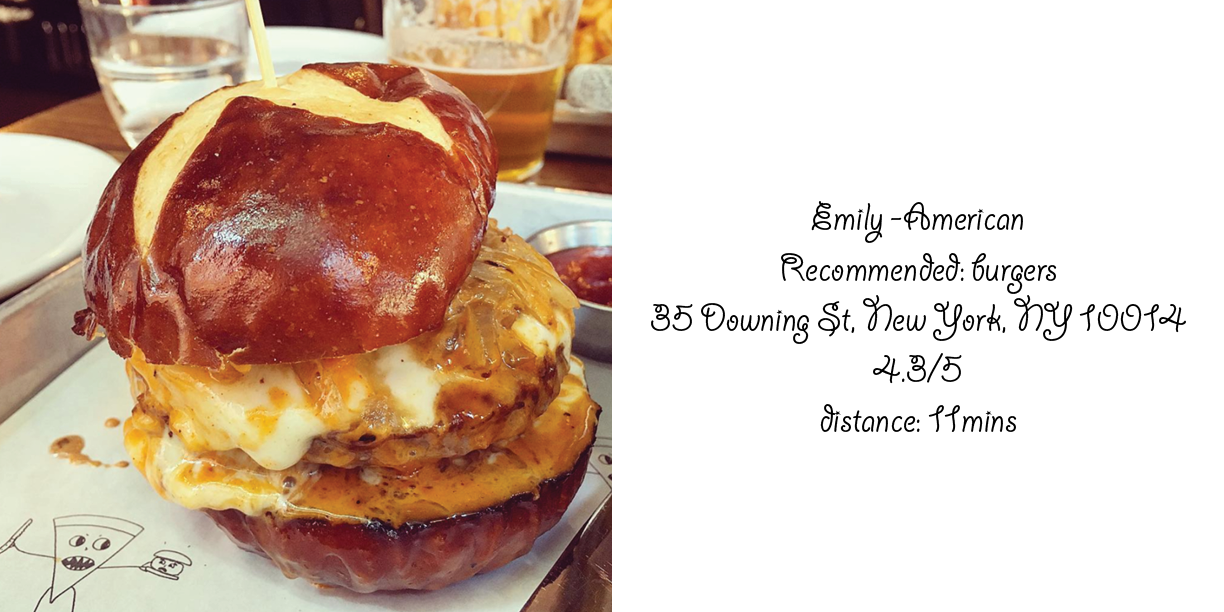 Emily - American
Recommended: burgers
35 Downing St, New York, NY 10014
4.3/5
distance: 11mins